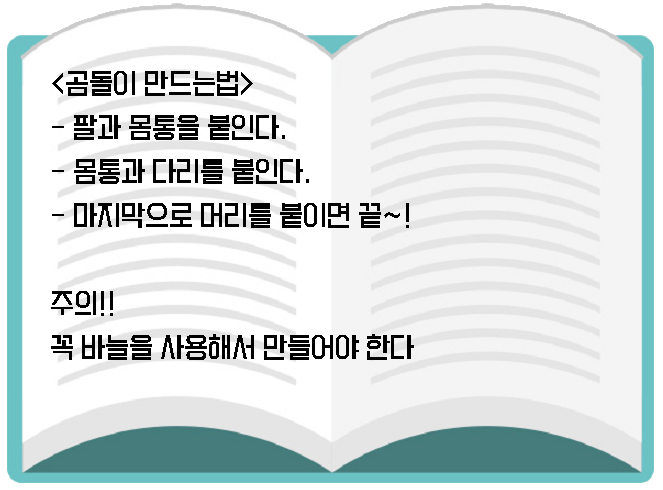 <곰돌이 만드는법>
- 팔과 몸통을 붙인다.
- 몸통과 다리를 붙인다.
- 마지막으로 머리를 붙이면 끝~!
주의!!
꼭 바늘을 사용해서 만들어야 한다